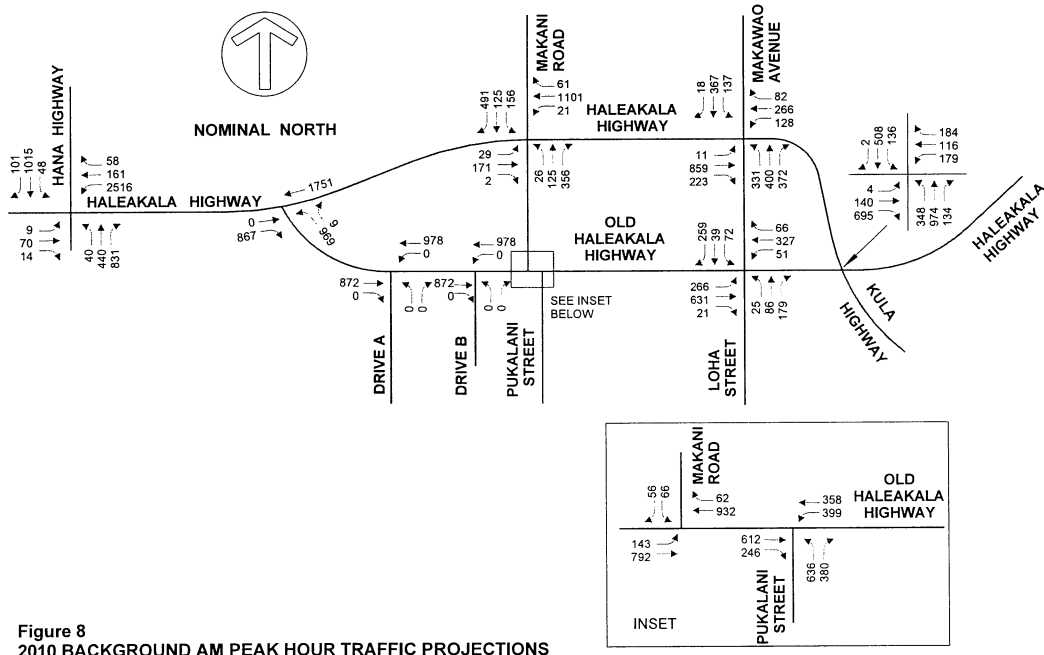 MAKANI
ROAD
MAKAWAO
AVENUE
HANA HIGHWAY
NOMINAL NORTH
HALEAKALA HIGHWAY
101
1015
48
58
161
2516
9
70
14
40
440
831
1751
0
867
9
969
491
125
156
61
1101
21
HALEAKALA
HIGHWAY
29
171
2
26
125
356
18
367
137
82
266
128
11
859
223
331
400
372
2
508
136
184
116
179
4
140
695
348
974
134
HALEAKALA
HIGHWAY
KULA
HIGHWAY
OLD
HALEAKALA
HIGHWAY
978
0
978
0
872
0
0
0
872
0
0
0
SEE INSET
BELOW
259
39
72
66
327
51
266
631
21
25
86
179
DRIVE A
DRIVE B
PUKALANI
STREET
LOHA
STREET
MAKANI
ROAD
OLD
HALEAKALA
HIGHWAY
56
66
62
932
358
399
143
792
612
246
636
380
PUKALANI
STREET
INSET
Figure 8
2010 BACKGROUND AM PEAK HOUR TRAFFIC PROJECTIONS